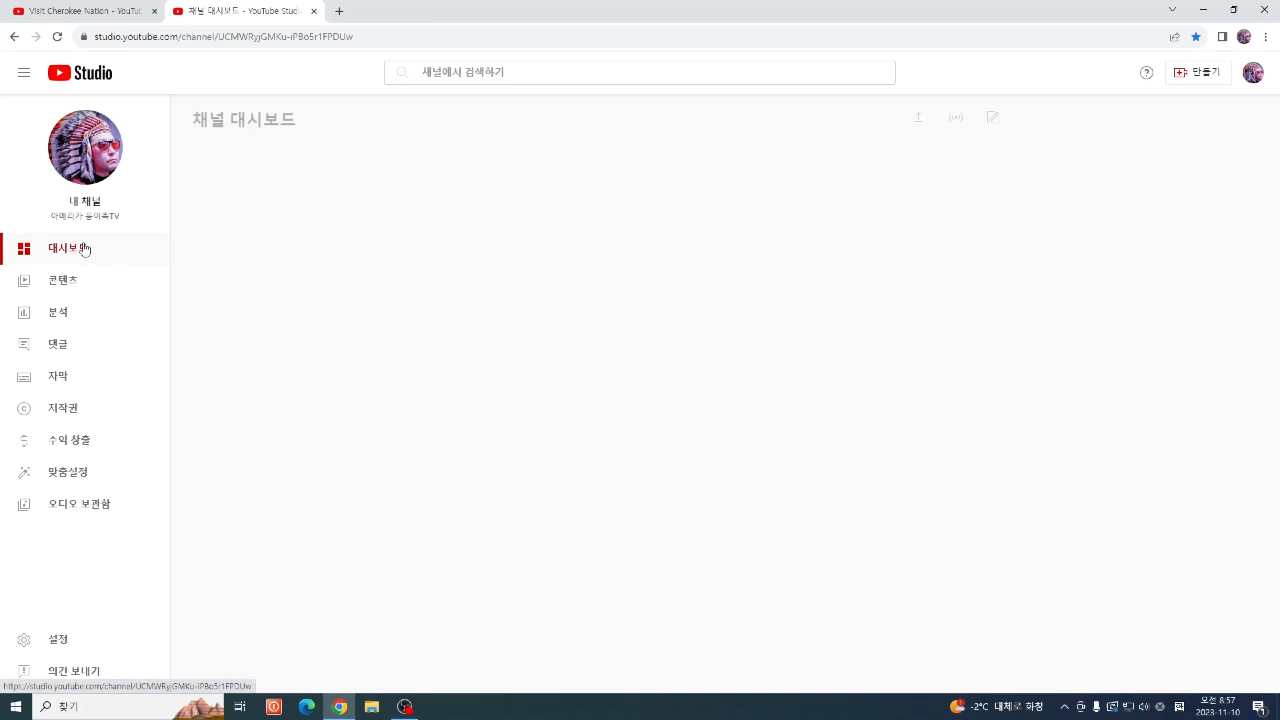 Visit Cherokee Nation - YouTub
채널 대시보드 - YouTube Studi
studio.youtube.com/channel/UCMWRyjGMKu-iPBo5r1FPDUw
Studio
채널에서 검색하기
만들기
채널 대시보드
내 채널
아메리카 동이족TV
대시보드
콘텐츠
분석
댓글
자막
저작권
수익 창출
맞춤설정
오디오 보관함
설정
의견 보내기
https://studio.youtube.com/channel/UCMWRyjGMKu-iPBo5r1FPDUw
찾기
-2°C 대체로 화창
오전 8:57
2023-11-10